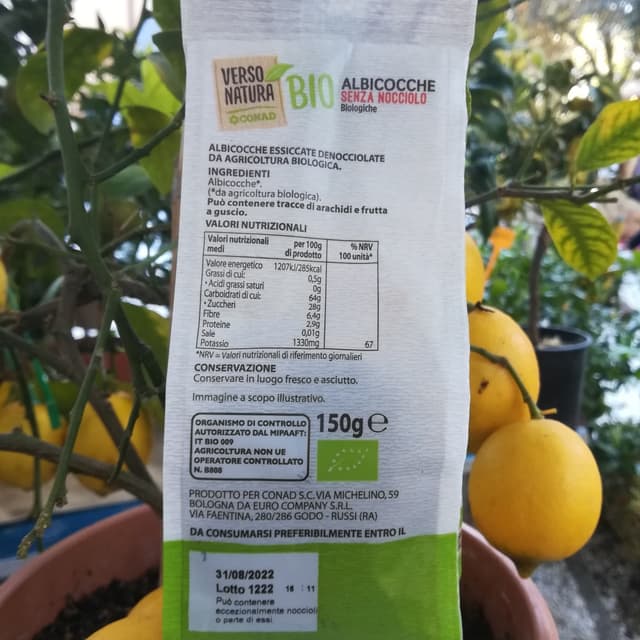 VERSO
NATURA
CONAD
BIO
ALBICOCCHE
SENZA NOCCIOLO
Biologiche
ALBICOCCHE ESSICCATE DENOCCIOLATE
DA AGRICOLTURA BIOLOGICA.
INGREDIENTI
Albicocche*.
(*da agricoltura biologica).
Può contenere tracce di arachidi e frutta
a guscio.
VALORI NUTRIZIONALI
Valori nutrizionali medi per 100g di prodotto % NRV 100 unità*
Valore energetico 1207kJ/285kcal
Grassi di cui: 0,5g
• Acidi grassi saturi 0g
Carboidrati di cui: 64g
• Zuccheri 28g
Fibre 6,4g
Proteine 2,9g
Sale 0,01g
Potassio 1330mg 67
*NRV = Valori nutrizionali di riferimento giornalieri
CONSERVAZIONE
Conservare in luogo fresco e asciutto.
Immagine a scopo illustrativo.
ORGANISMO DI CONTROLLO
AUTORIZZATO DAL MIPAAFT:
IT BIO 009
AGRICOLTURA NON UE
OPERATORE CONTROLLATO
N. B808
150g e
PRODOTTO PER CONAD S.C. VIA MICHELINO, 59
BOLOGNA DA EURO COMPANY S.R.L.
VIA FAENTINA, 280/286 GODO - RUSSI (RA)
DA CONSUMARSI PREFERIBILMENTE ENTRO IL
31/08/2022
Lotto 1222 16 : 11
Può contenere
eccezionalmente noccioli
o parte di essi